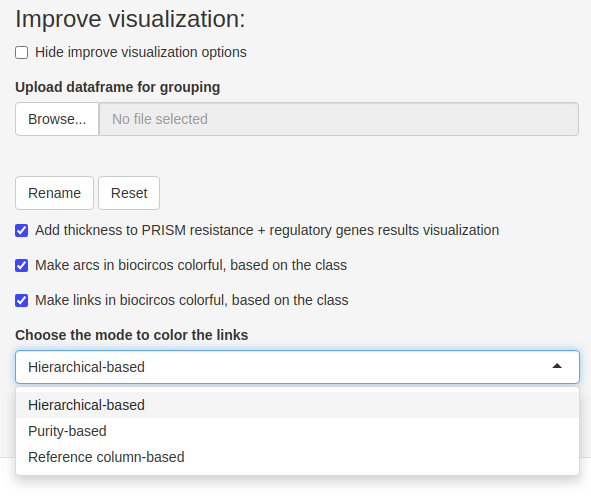 Improve visualization:
Hide improve visualization options
Upload dataframe for grouping
Browse... No file selected
Rename Reset
Add thickness to PRISM resistance + regulatory genes results visualization
Make arcs in biocircos colorful, based on the class
Make links in biocircos colorful, based on the class
Choose the mode to color the links
Hierarchical-based
Hierarchical-based
Purity-based
Reference column-based